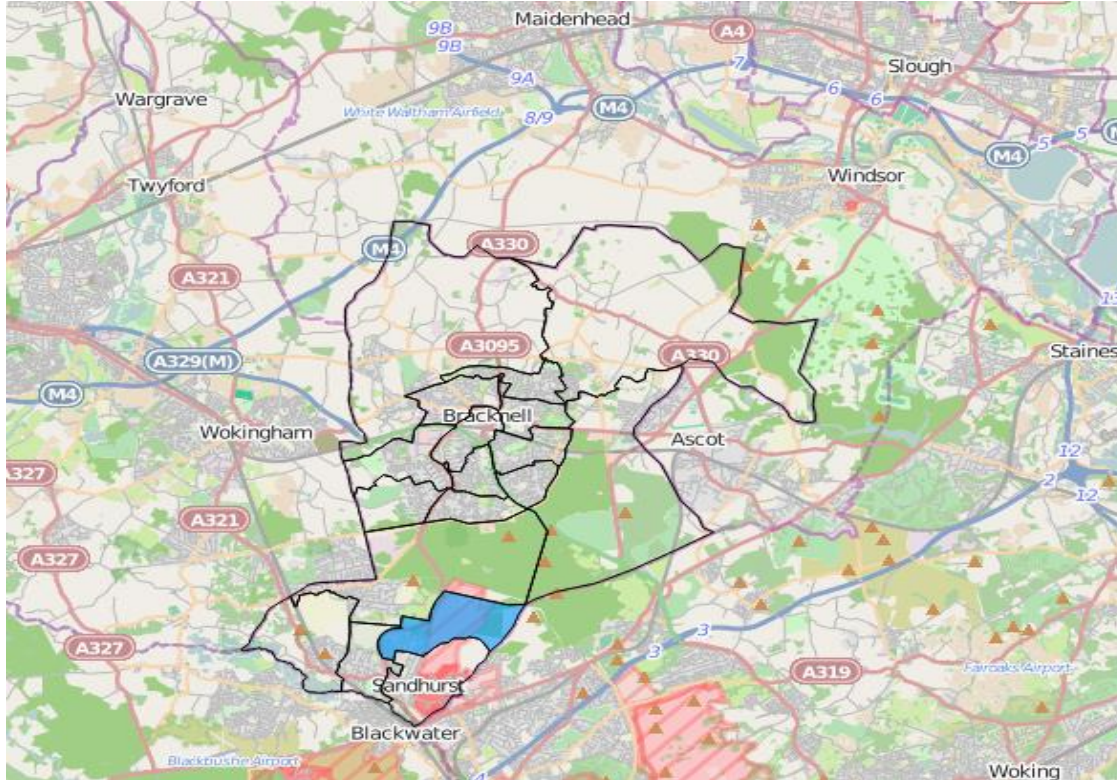 Maidenhead
9B
9B
A4
Slough
9A
7
6
6
Wargrave
White Waltham Airfield
8/9
M4
5
5
M4
Twyford
Windsor
M4
A330
A321
A3095
A330
Staines
A329(M)
M4
Bracknell
Wokingham
Ascot
12
A327
2
12
A321
A327
3
A327
3
A319
Fairoaks Airport
Sandhurst
Blackwater
Blackbushe Airport
4
Woking